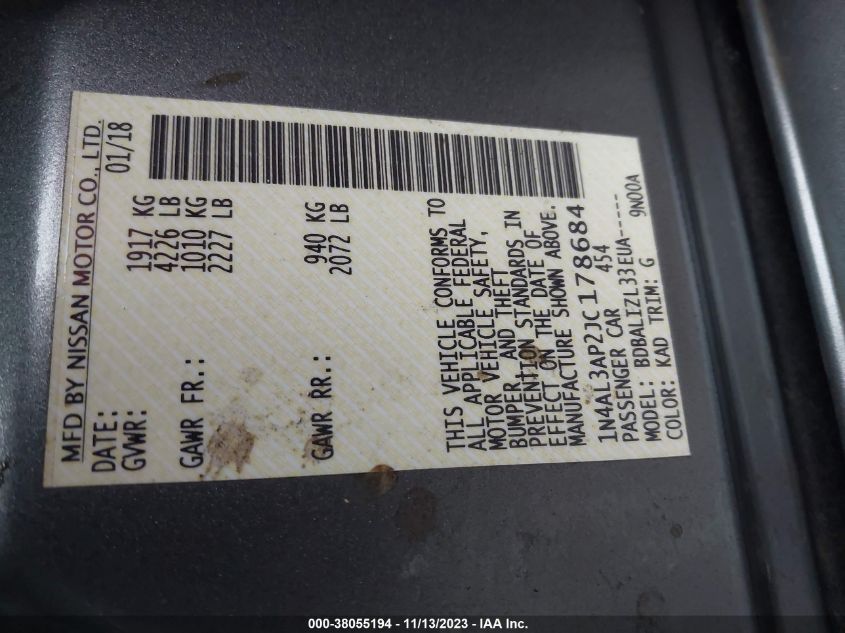 MFD BY NISSAN MOTOR CO., LTD.
DATE: 01/18
GVWR: 1917 KG
4226 LB
GAWR FR.: 1010 KG
2227 LB
GAWR RR.: 940 KG
2072 LB
THIS VEHICLE CONFORMS TO
ALL APPLICABLE FEDERAL
MOTOR VEHICLE SAFETY,
BUMPER, AND THEFT
PREVENTION STANDARDS IN
EFFECT ON THE DATE OF
MANUFACTURE SHOWN ABOVE.
1N4AL3AP2JC178684
PASSENGER CAR 454
MODEL: BDBALIZL33EUA-----
COLOR: KAD TRIM: G 9N00A
000-38055194 - 11/13/2023 - IAA Inc.